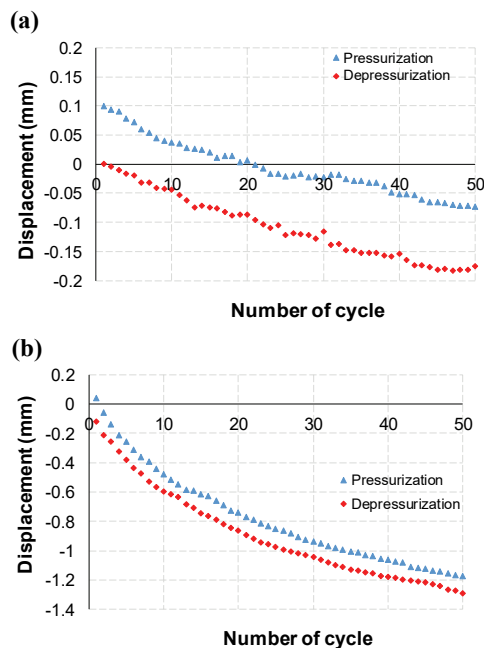 (a)
0.2
0.15
0.1
0.05
0
-0.05
-0.1
-0.15
-0.2
0 10 20 30 40 50
Displacement (mm)
Pressurization
Depressurization
Number of cycle
(b)
0.2
0
-0.2
-0.4
-0.6
-0.8
-1
-1.2
-1.4
0 10 20 30 40 50
Displacement (mm)
Pressurization
Depressurization
Number of cycle